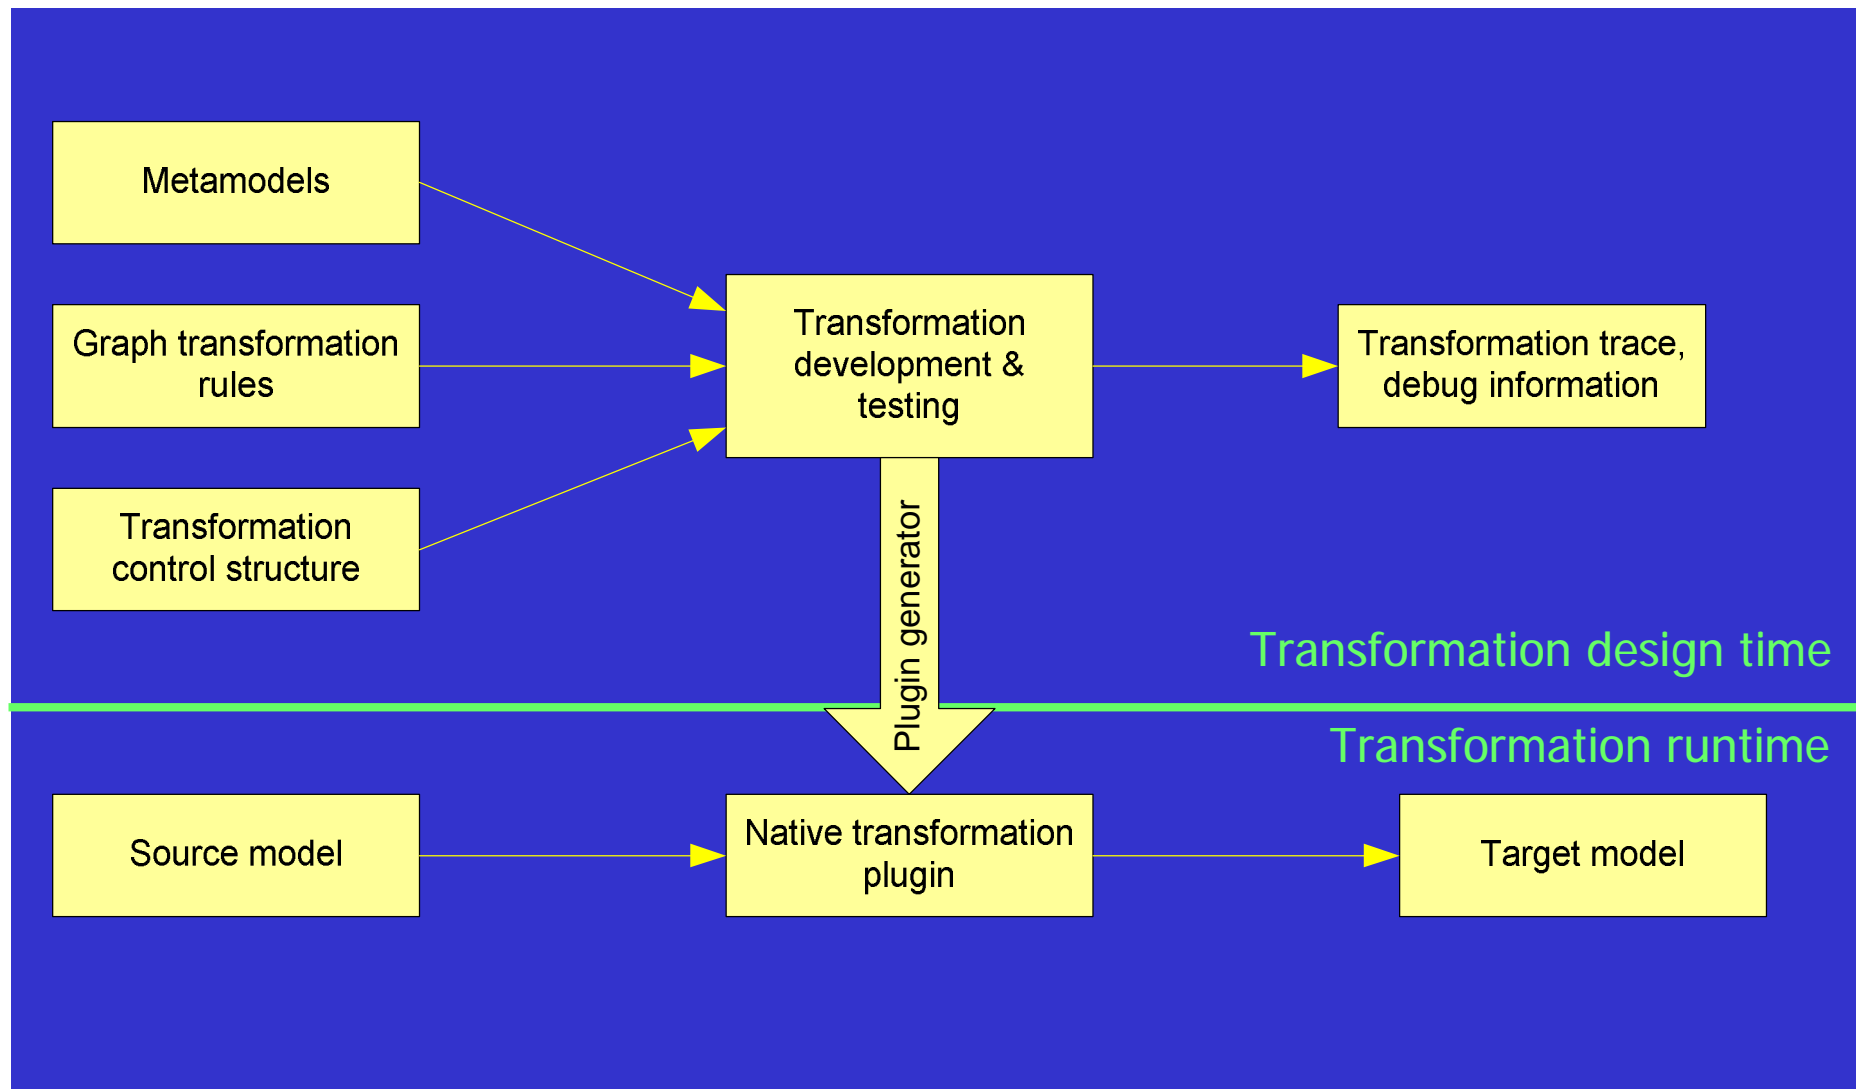 Metamodels
Graph transformation
rules
Transformation
control structure
Transformation
development &
testing
Transformation trace,
debug information
Plugin generator
Transformation design time
Transformation runtime
Source model
Native transformation
plugin
Target model